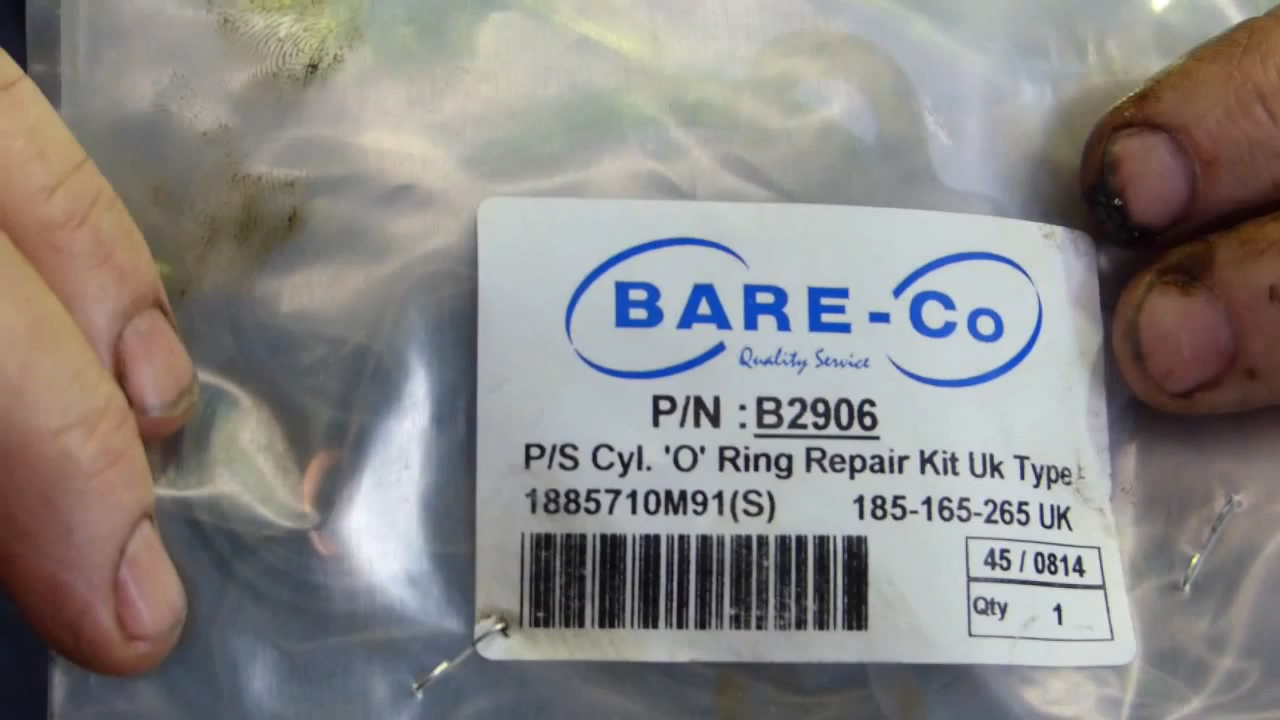 BARE-Co
Quality Service
P/N : B2906
P/S Cyl. 'O' Ring Repair Kit Uk Type
1885710M91(S) 185-165-265 UK
45 / 0814
Qty 1